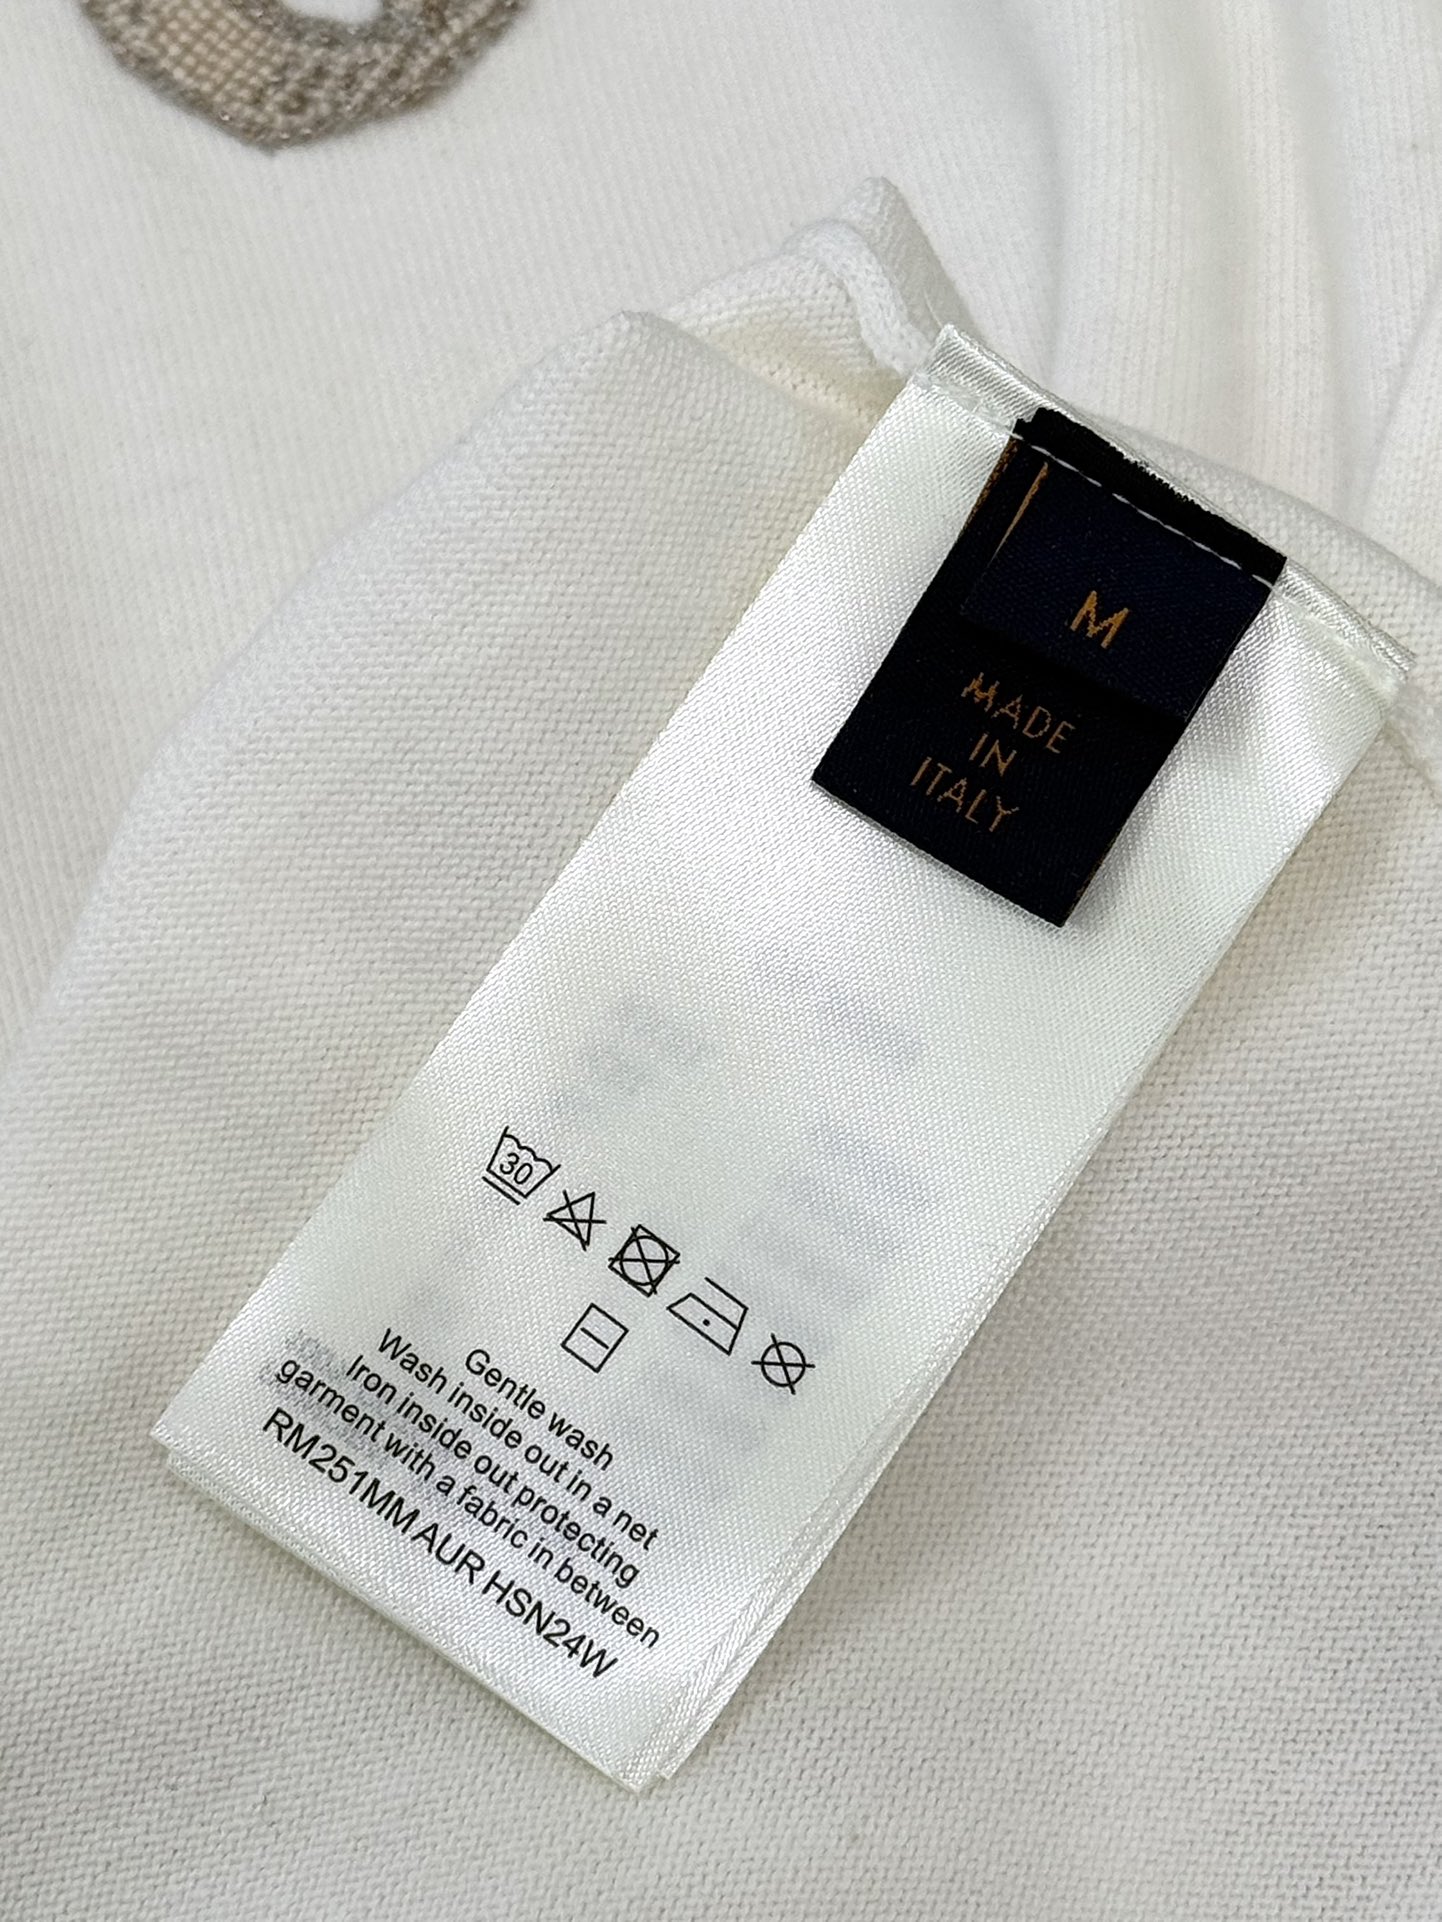 M
MADE
IN
ITALY
30
Gentle wash
Wash inside out in a net
Iron inside out protecting
garment with a fabric in between
RM251MM AUR HSN24W